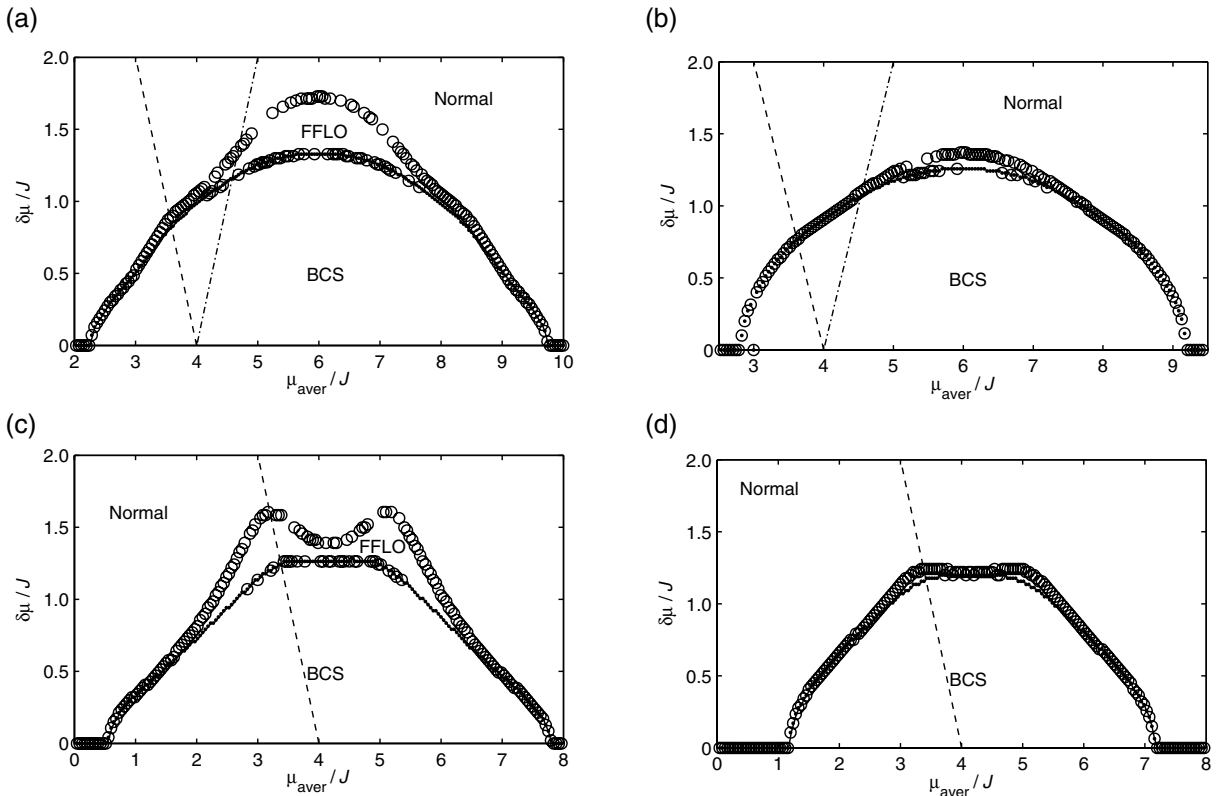 (a)
2.0
1.5
1.0
0.5
0
δμ / J
Normal
FFLO
BCS
2 3 4 5 6 7 8 9 10
μaver / J
(b)
2.0
1.5
1.0
0.5
0
δμ / J
Normal
FFLO
BCS
3 4 5 6 7 8 9
μaver / J
(c)
2.0
1.5
1.0
0.5
0
δμ / J
Normal
FFLO
BCS
0 1 2 3 4 5 6 7 8
μaver / J
(d)
2.0
1.5
1.0
0.5
0
δμ / J
Normal
BCS
0 1 2 3 4 5 6 7 8
μaver / J